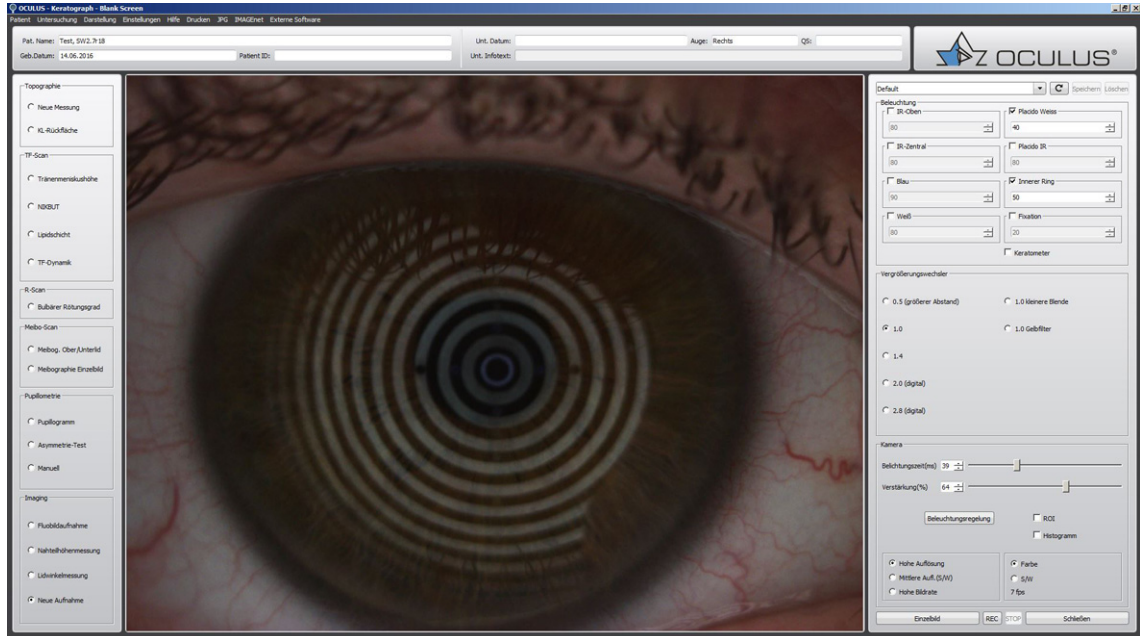 OCULUS - Keratograph - Blank Screen
Patient Untersuchung Darstellung Einstellungen Hilfe Drucken JPG IMAGEnet Externe Software
Pat. Name: Test, SW2.7r18
Unt. Datum: Auge: Rechts QS:
Geb.Datum: 14.06.2016 Patient ID:
Unt. Infotext:
OCULUS®
Topographie
Neue Messung
KL-Rückfläche
TF-Scan
Tränenmeniskushöhe
NIKBUT
Lipidschicht
TF-Dynamik
R-Scan
Bulbärer Rötungsgrad
Meibo-Scan
Meibog. Ober/Unterlid
Meibographie Einzelbild
Pupillometrie
Pupillogramm
Asymmetrie-Test
Manuell
Imaging
Fluobildaufnahme
Nahteilhöhenmessung
Lidwinkelmessung
Neue Aufnahme
Default Speichern Löschen
Beleuchtung
IR-Oben Placido Weiss
80 40
IR-Zentral Placido IR
80 80
Blau Innerer Ring
90 50
Weiß Fixation
80 20
Keratometer
Vergrößerungswechsler
0.5 (größerer Abstand) 1.0 kleinere Blende
1.0 1.0 Gelbfilter
1.4
2.0 (digital)
2.8 (digital)
Kamera
Belichtungszeit(ms) 39
Verstärkung(%) 64
Beleuchtungsregelung ROI
Histogramm
Hohe Auflösung Farbe
Mittlere Aufl.(S/W) S/W
Hohe Bildrate 7 fps
Einzelbild REC STOP Schließen